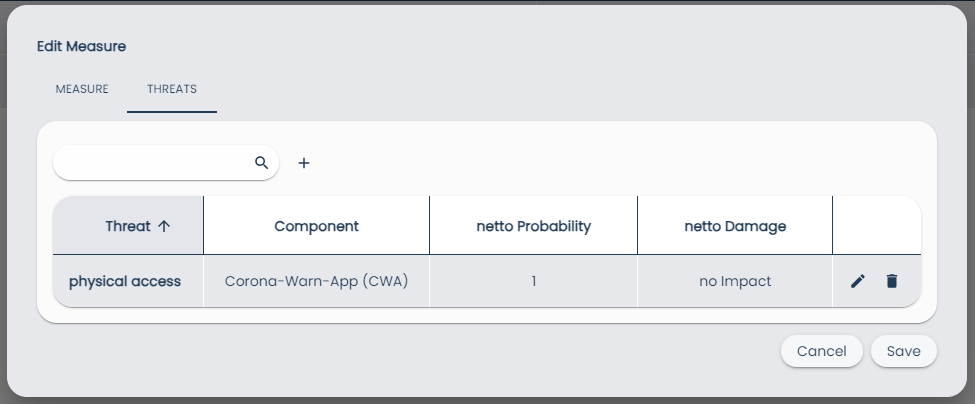 Edit Measure
MEASURE THREATS
Threat Component netto Probability netto Damage
physical access Corona-Warn-App (CWA) 1 no Impact
Cancel Save